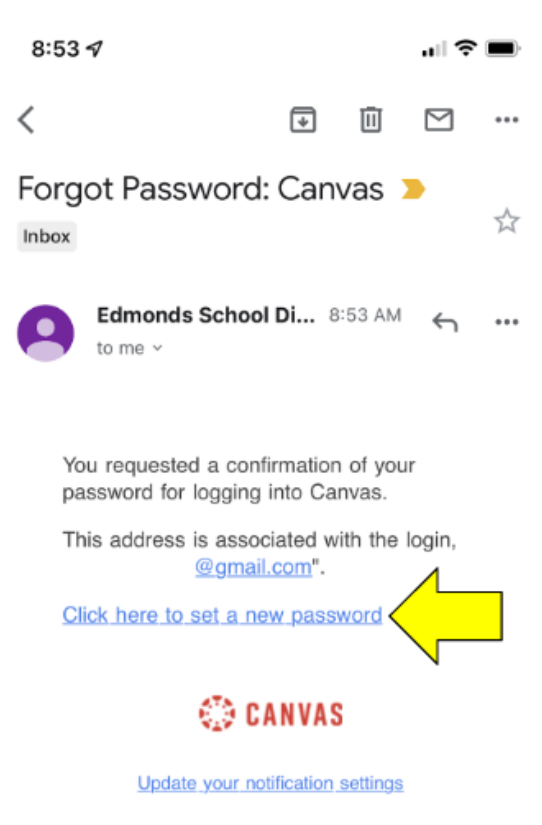 8:53
Forgot Password: Canvas
Inbox
Edmonds School Di... 8:53 AM
to me
You requested a confirmation of your
password for logging into Canvas.
This address is associated with the login,
@gmail.com".
Click here to set a new password
CANVAS
Update your notification settings